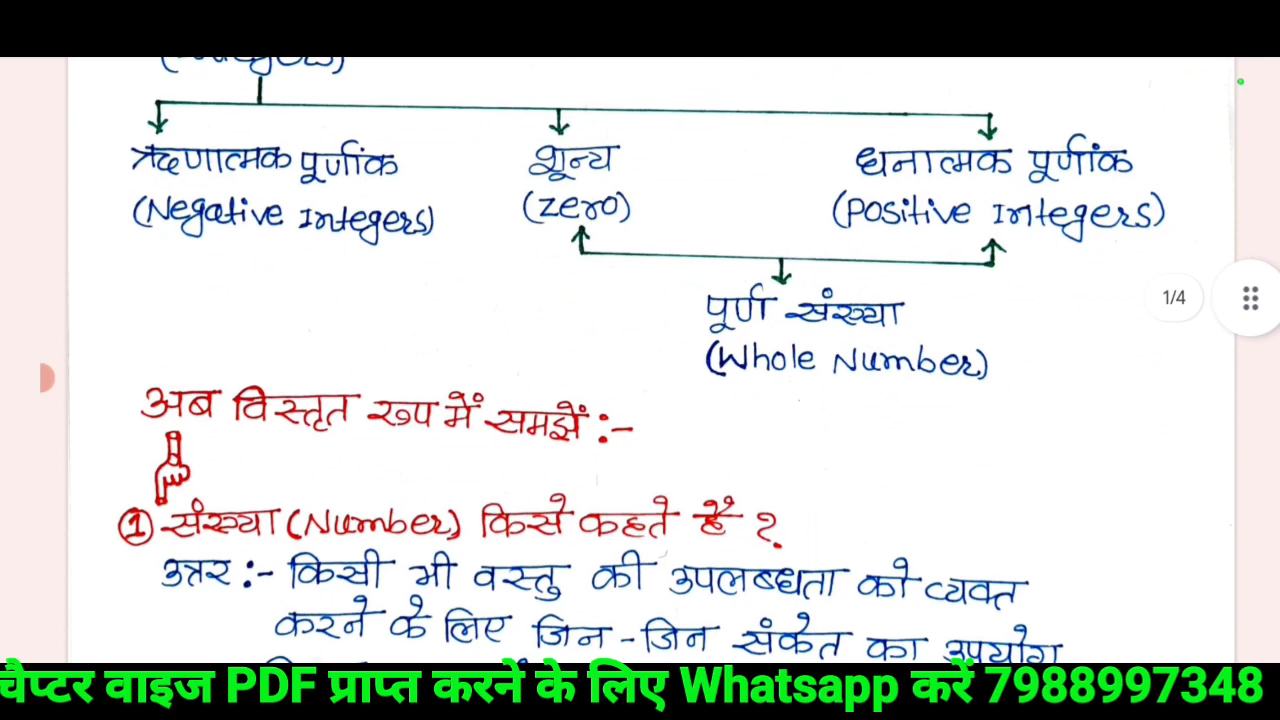 ऋणात्मक पूर्णांक शून्य धनात्मक पूर्णांक
(Negative Integers) (zero) (Positive Integers)
पूर्ण संख्या
(Whole Number)
1/4
अब विस्तृत रूप में समझें :-
① संख्या (Number) किसे कहते हैं ?
उत्तर :- किसी भी वस्तु की उपलब्धता को व्यक्त
करने के लिए जिन - जिन संकेत का उपयोग
चैप्टर वाइज PDF प्राप्त करनें के लिए Whatsapp करें 7988997348